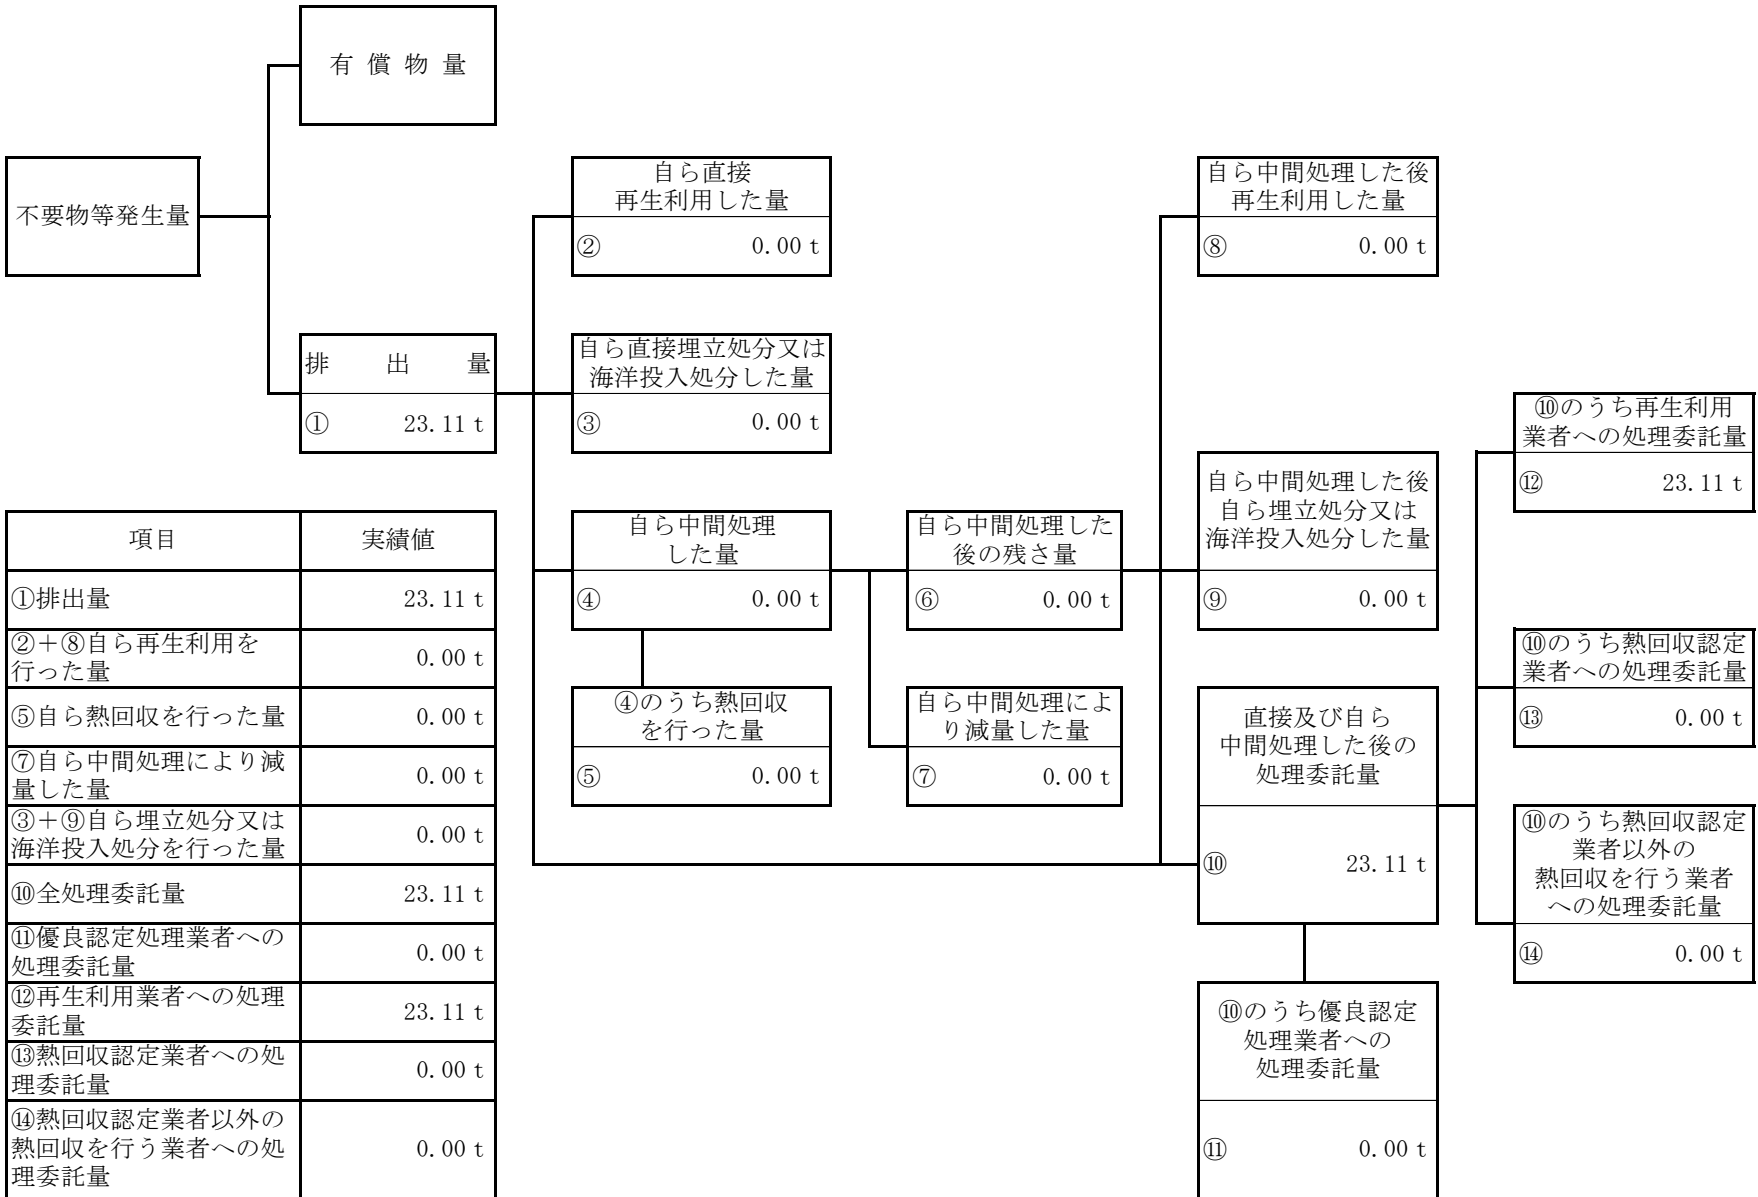 有償物量
不要物等発生量
自ら直接
再生利用した量
② 0.00 t
自ら中間処理した後
再生利用した量
⑧ 0.00 t
排出量
① 23.11 t
自ら直接埋立処分又は
海洋投入処分した量
③ 0.00 t
⑩のうち再生利用
業者への処理委託量
⑫ 23.11 t
自ら中間処理した後
自ら埋立処分又は
海洋投入処分した量
⑨ 0.00 t
自ら中間処理
した量
④ 0.00 t
自ら中間処理した
後の残さ量
⑥ 0.00 t
④のうち熱回収
を行った量
⑤ 0.00 t
自ら中間処理によ
り減量した量
⑦ 0.00 t
直接及び自ら
中間処理した後の
処理委託量
⑩ 23.11 t
⑩のうち熱回収認定
業者への処理委託量
⑬ 0.00 t
⑩のうち熱回収認定
業者以外の
熱回収を行う業者
への処理委託量
⑭ 0.00 t
⑩のうち優良認定
処理業者への
処理委託量
⑪ 0.00 t
項目 実績値
①排出量 23.11 t
②+⑧自ら再生利用を
行った量 0.00 t
⑤自ら熱回収を行った量 0.00 t
⑦自ら中間処理により減
量した量 0.00 t
③+⑨自ら埋立処分又は
海洋投入処分を行った量 0.00 t
⑩全処理委託量 23.11 t
⑪優良認定処理業者への
処理委託量 0.00 t
⑫再生利用業者への処理
委託量 23.11 t
⑬熱回収認定業者への処
理委託量 0.00 t
⑭熱回収認定業者以外の
熱回収を行う業者への処
理委託量 0.00 t